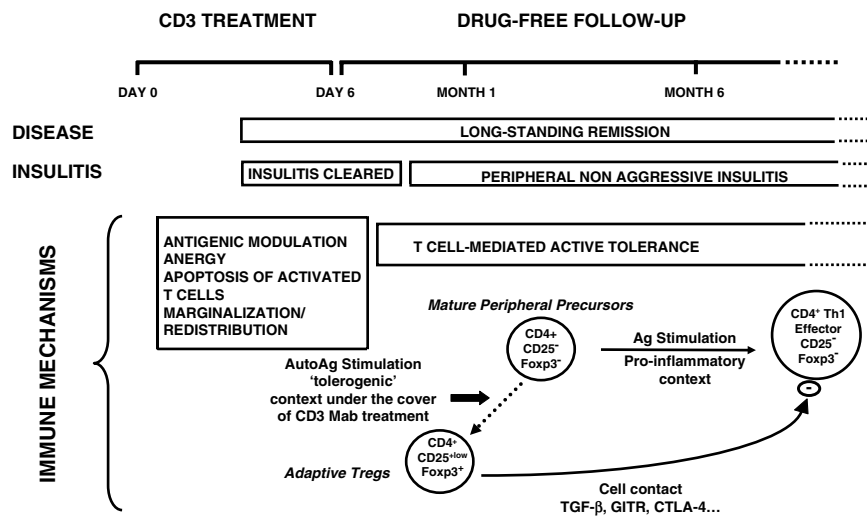 CD3 TREATMENT
DRUG-FREE FOLLOW-UP
DAY 0
DAY 6
MONTH 1
MONTH 6
DISEASE
LONG-STANDING REMISSION
INSULITIS
INSULITIS CLEARED
PERIPHERAL NON AGGRESSIVE INSULITIS
IMMUNE MECHANISMS
ANTIGENIC MODULATION
ANERGY
APOPTOSIS OF ACTIVATED
T CELLS
MARGINALIZATION/
REDISTRIBUTION
T CELL-MEDIATED ACTIVE TOLERANCE
Mature Peripheral Precursors
CD4+
CD25⁻
Foxp3⁻
Ag Stimulation
Pro-inflammatory
context
CD4⁺ Th1
Effector
CD25⁻
Foxp3⁻
-
AutoAg Stimulation
‘tolerogenic’
context under the cover
of CD3 Mab treatment
Adaptive Tregs
CD4⁺
CD25⁺ˡᵒʷ
Foxp3⁺
Cell contact
TGF-β, GITR, CTLA-4...